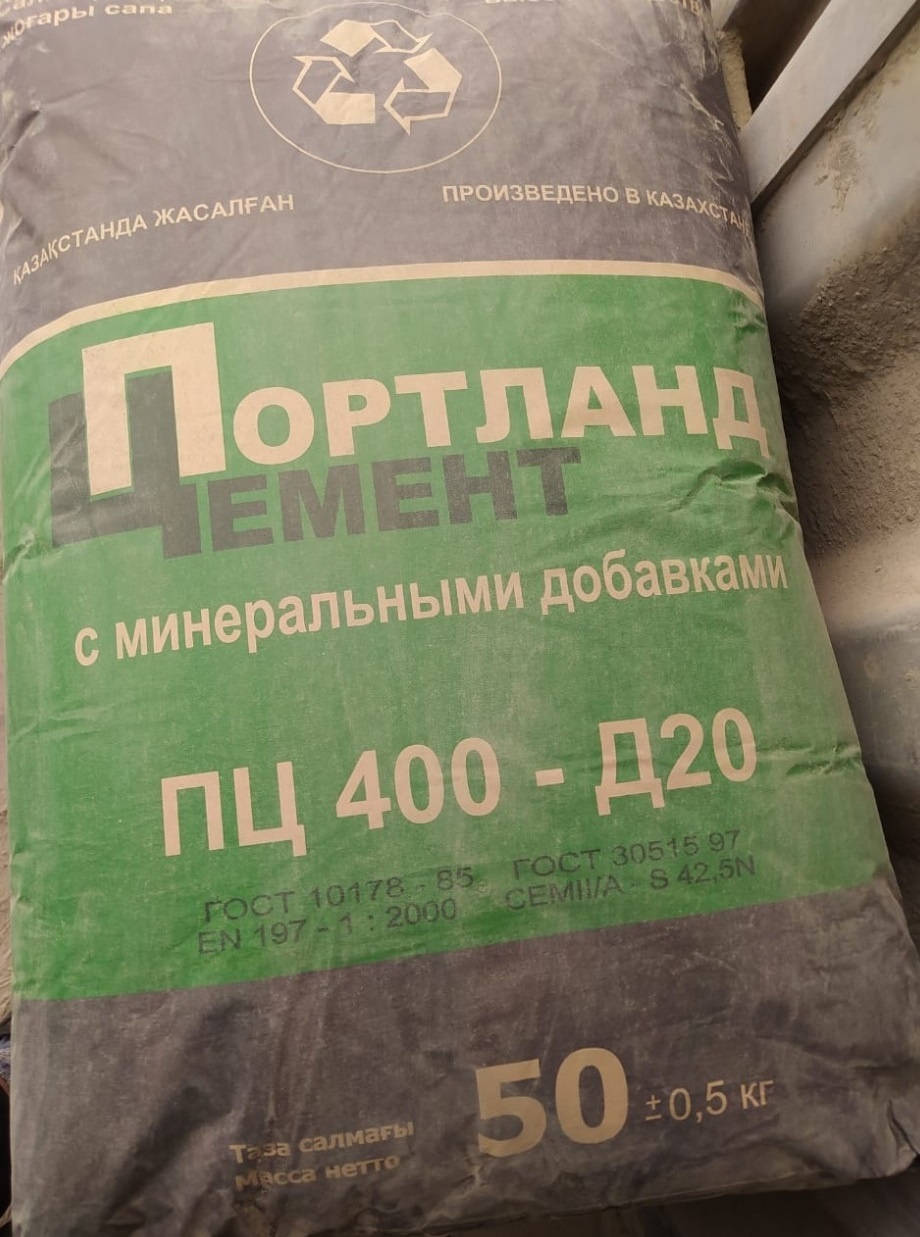 жоғары сапа
ҚАЗАҚСТАНДА ЖАСАЛҒАН
ПРОИЗВЕДЕНО В КАЗАХСТАНЕ
ПОРТЛАНД
ЦЕМЕНТ
с минеральными добавками
ПЦ 400 - Д20
ГОСТ 10178 - 85 ГОСТ 30515 97
EN 197 - 1 : 2000 CEMII/A - S 42,5N
Таза салмағы
масса нетто
50 ± 0,5 кг